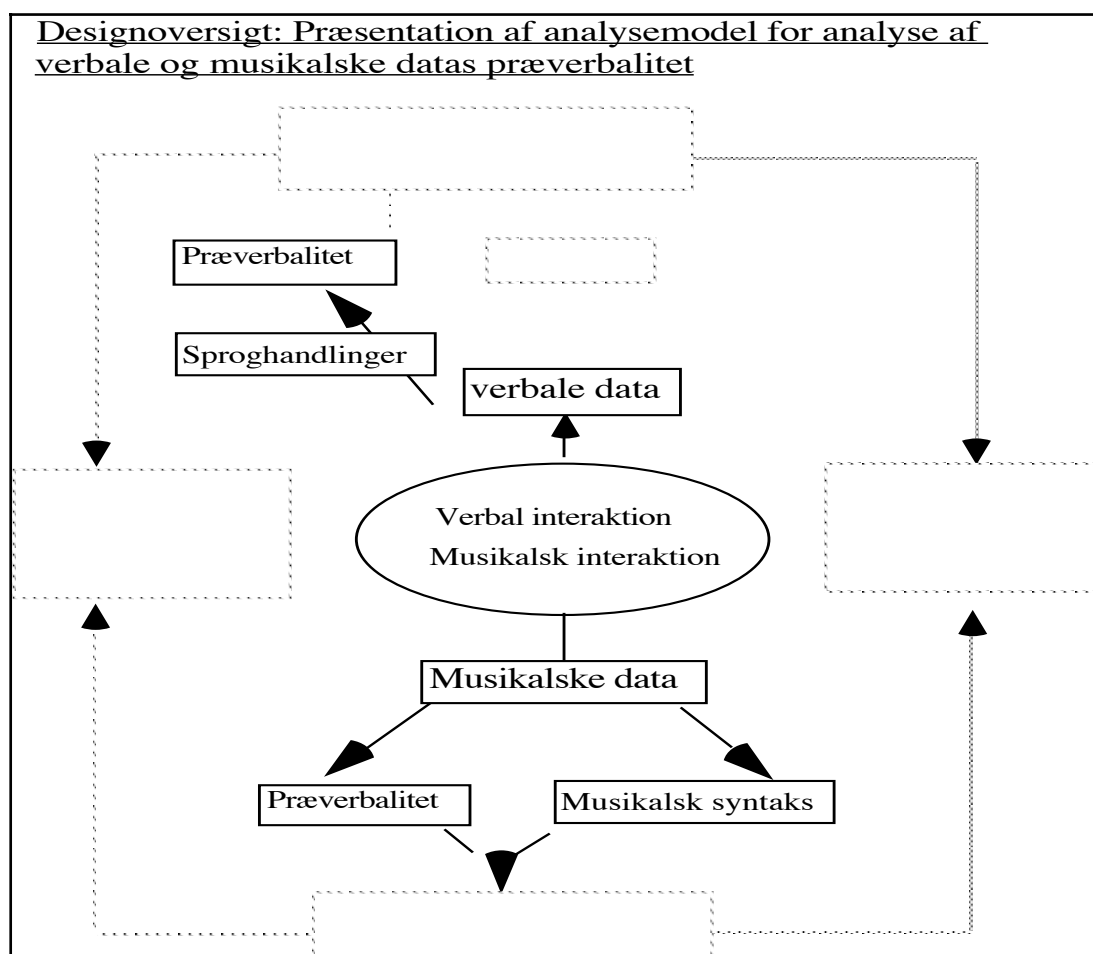 Designoversigt: Præsentation af analysemodel for analyse af
verbale og musikalske datas præverbalitet
Præverbalitet
Sproghandlinger
verbale data
Verbal interaktion
Musikalsk interaktion
Musikalske data
Præverbalitet
Musikalsk syntaks